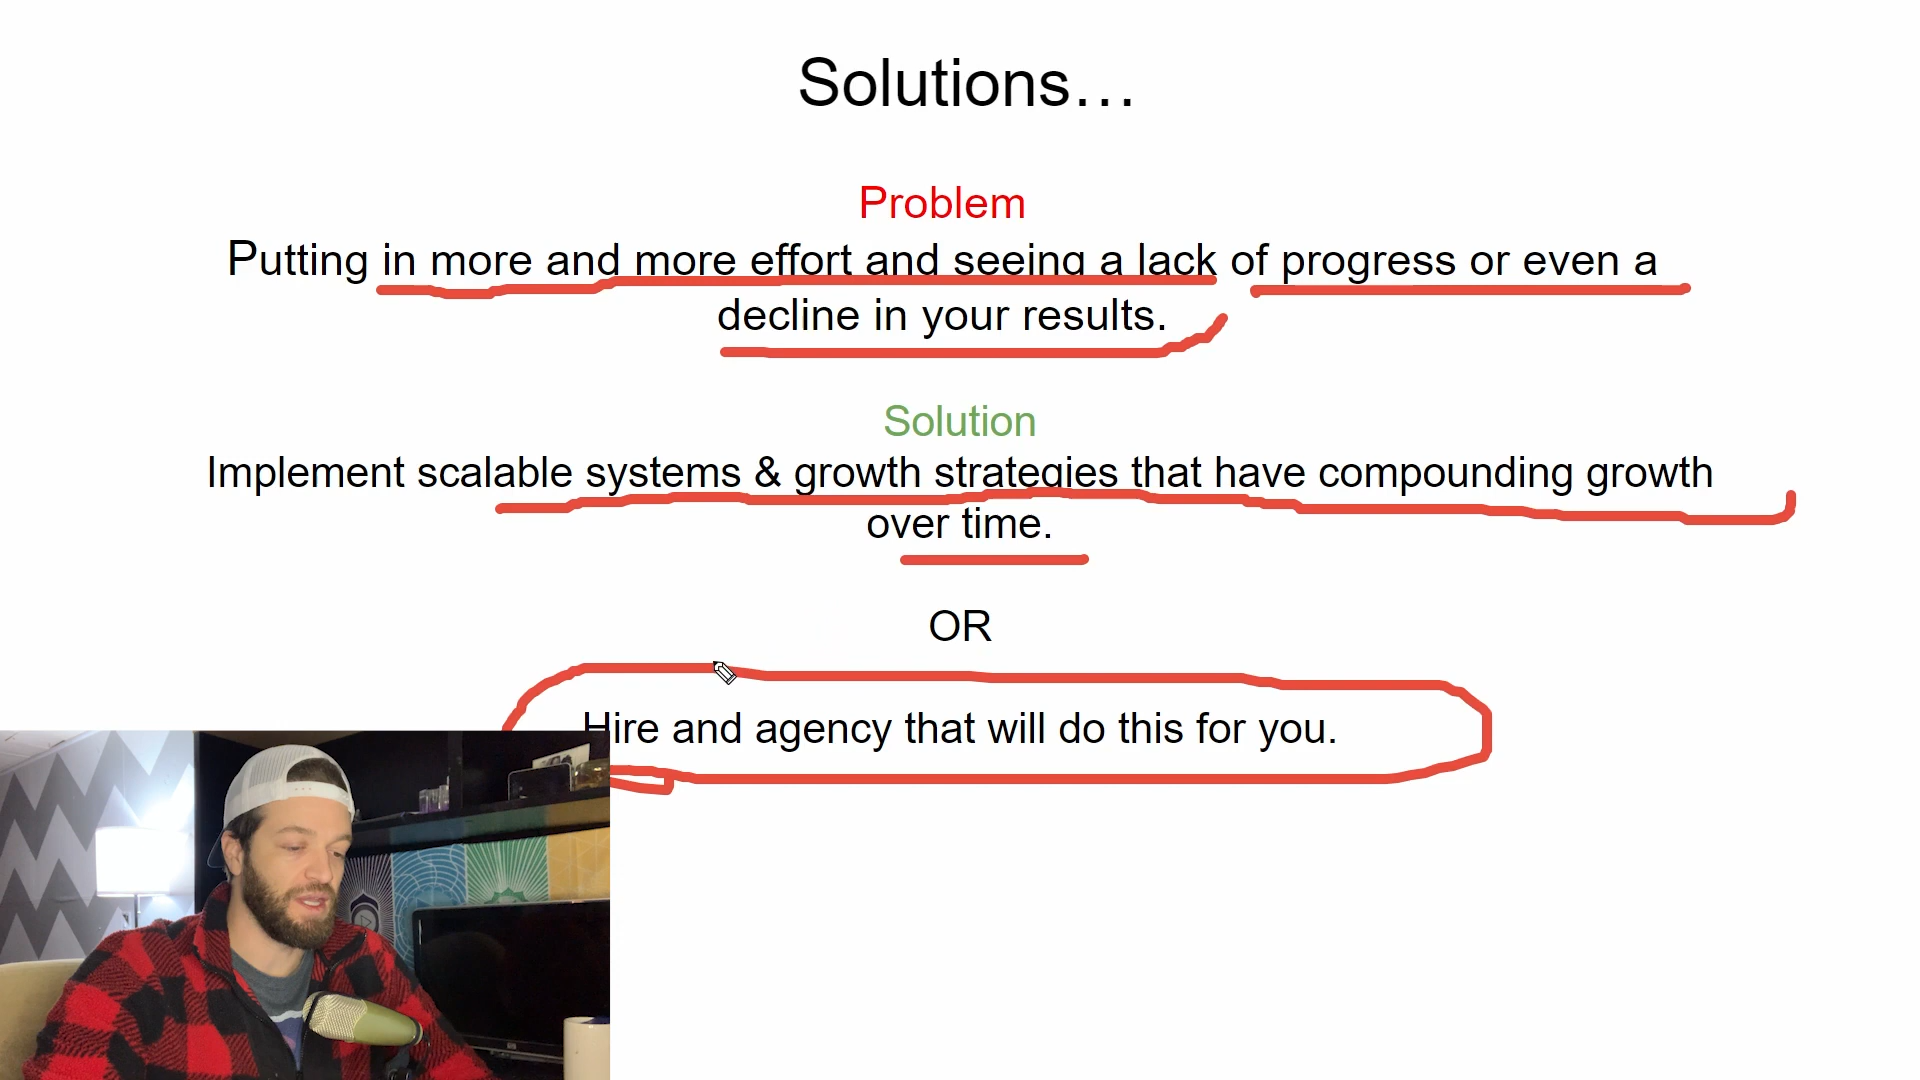 Solutions…
Problem
Putting in more and more effort and seeing a lack of progress or even a
decline in your results.
Solution
Implement scalable systems & growth strategies that have compounding growth
over time.
OR
Hire and agency that will do this for you.